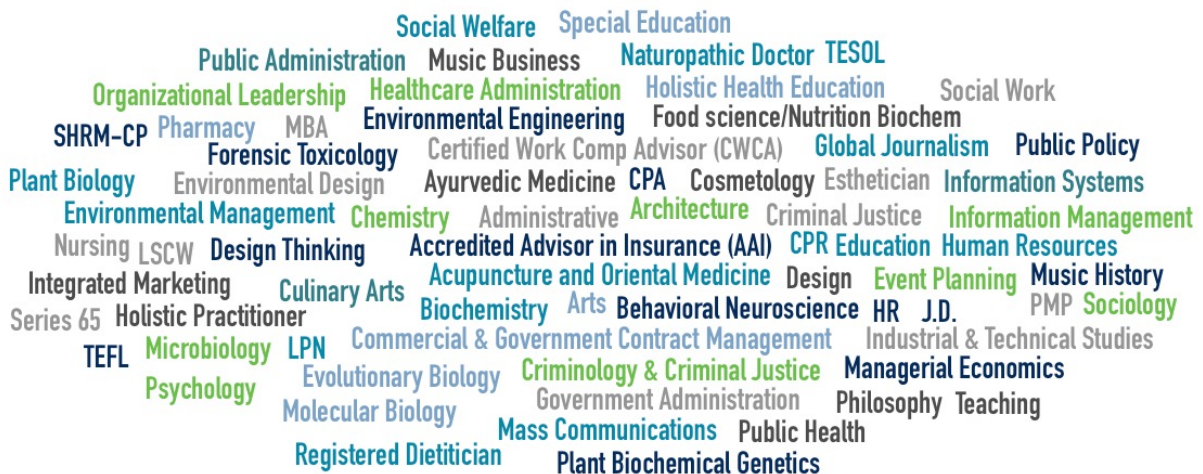 Social Welfare Special Education
Public Administration Music Business Naturopathic Doctor TESOL
Organizational Leadership Healthcare Administration Holistic Health Education Social Work
SHRM-CP Pharmacy MBA Environmental Engineering Food science/Nutrition Biochem
Forensic Toxicology Certified Work Comp Advisor (CWCA) Global Journalism Public Policy
Plant Biology Environmental Design Ayurvedic Medicine CPA Cosmetology Esthetician Information Systems
Environmental Management Chemistry Administrative Architecture Criminal Justice Information Management
Nursing LSCW Design Thinking Accredited Advisor in Insurance (AAI) CPR Education Human Resources
Integrated Marketing Culinary Arts Acupuncture and Oriental Medicine Design Event Planning Music History
Series 65 Holistic Practitioner Biochemistry Arts Behavioral Neuroscience HR J.D. PMP Sociology
TEFL Microbiology LPN Commercial & Government Contract Management Industrial & Technical Studies
Psychology Evolutionary Biology Criminology & Criminal Justice Managerial Economics
Molecular Biology Government Administration Philosophy Teaching
Mass Communications Public Health
Registered Dietitician Plant Biochemical Genetics